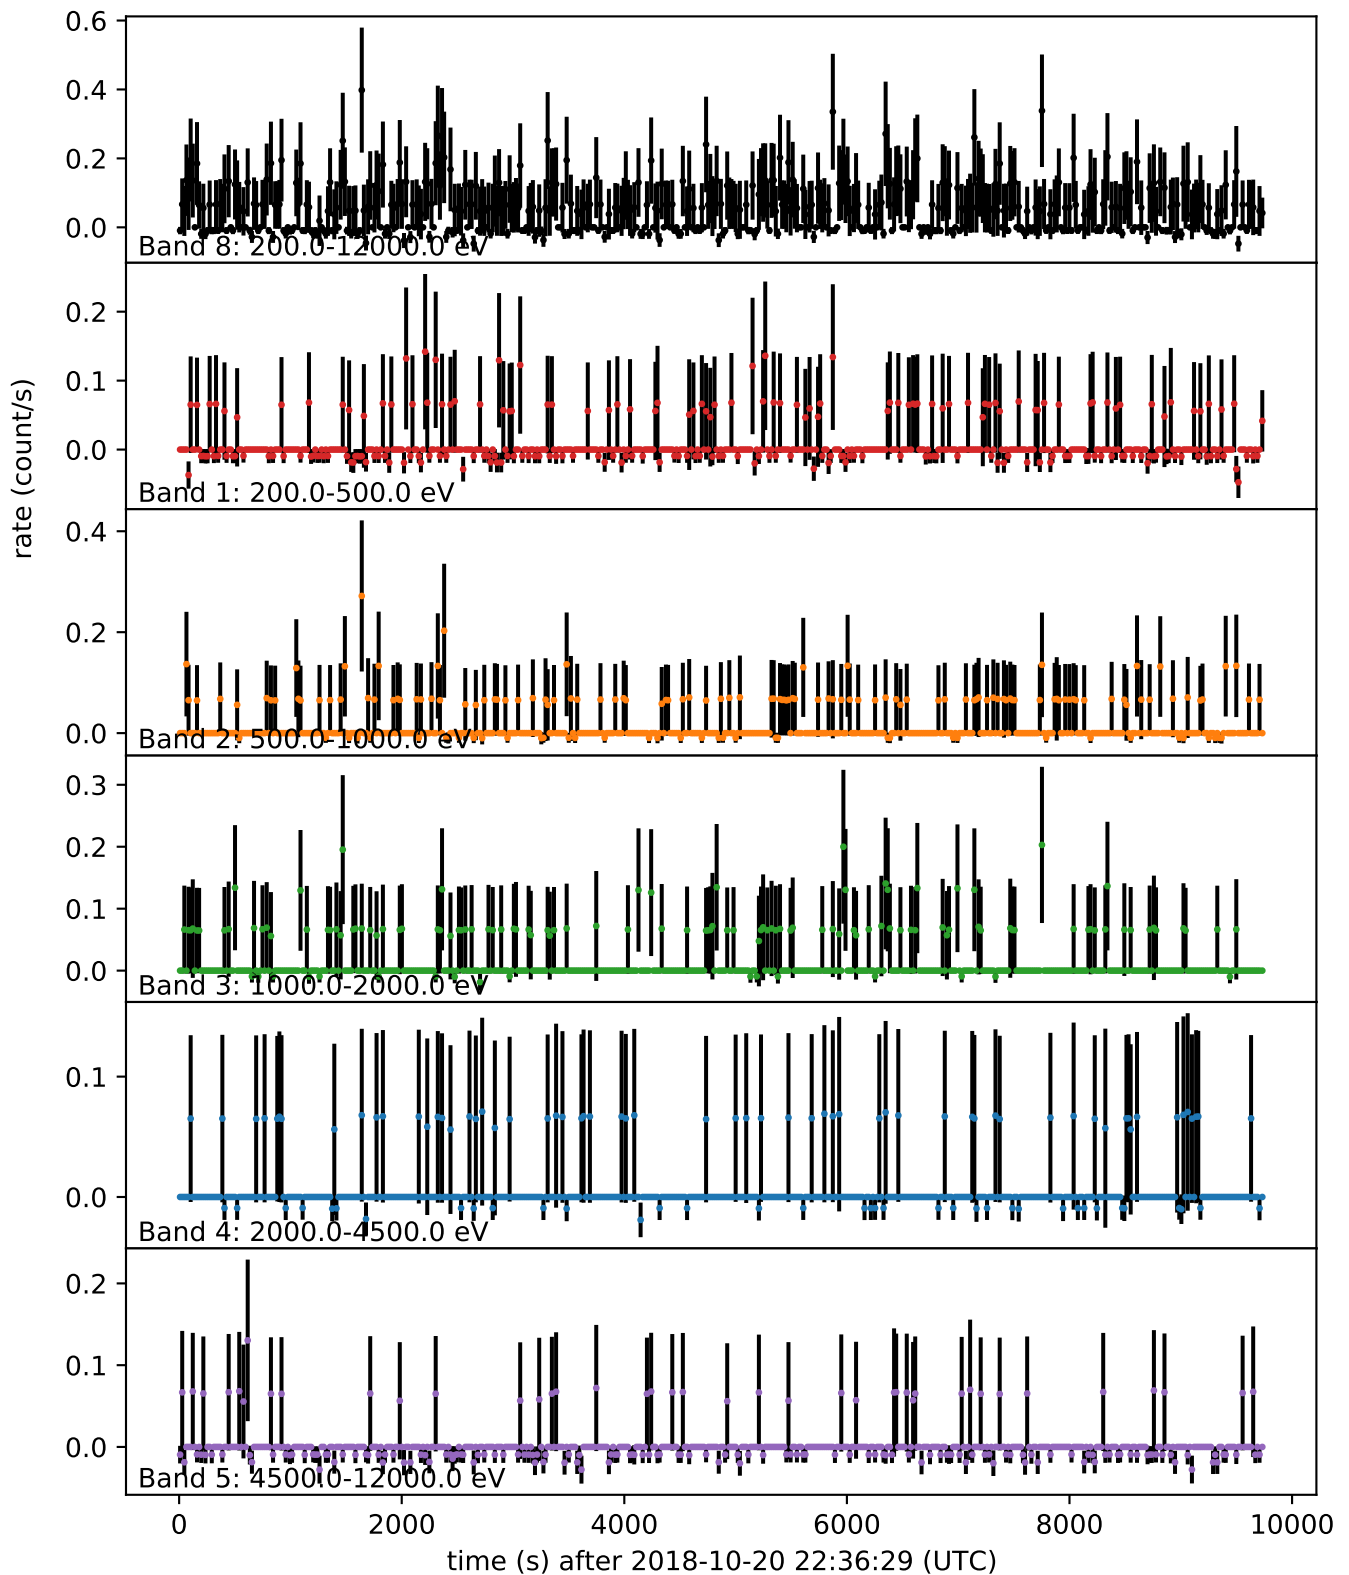 0.6
0.4
0.2
0.0
Band 8: 200.0-12000.0 eV
0.2
0.1
0.0
Band 1: 200.0-500.0 eV
rate (count/s)
0.4
0.2
0.0
Band 2: 500.0-1000.0 eV
0.3
0.2
0.1
0.0
Band 3: 1000.0-2000.0 eV
0.1
0.0
Band 4: 2000.0-4500.0 eV
0.2
0.1
0.0
Band 5: 4500.0-12000.0 eV
0 2000 4000 6000 8000 10000
time (s) after 2018-10-20 22:36:29 (UTC)